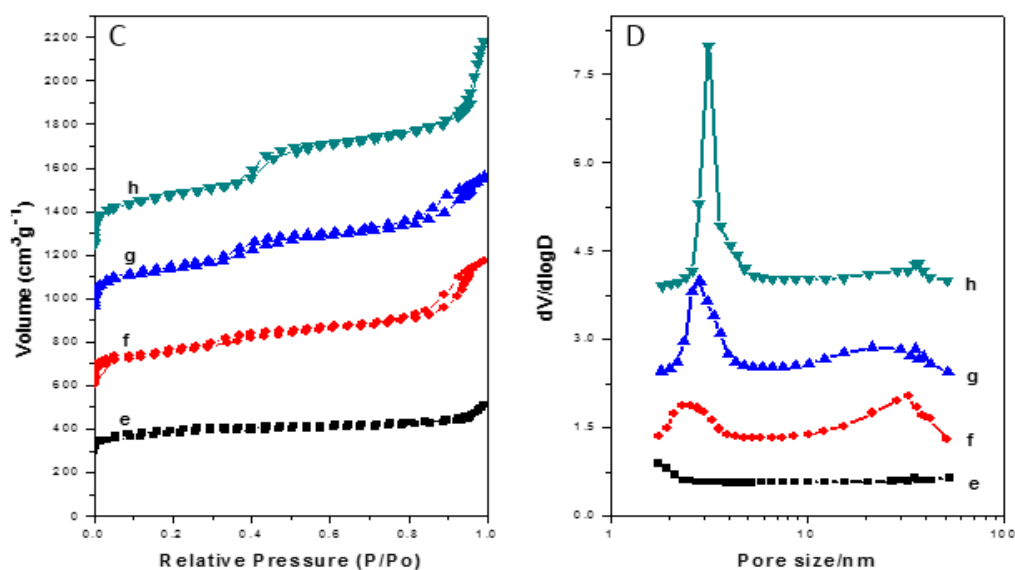 C
Volume (cm³g⁻¹)
2200
2000
1800
1600
1400
1200
1000
800
600
400
200
0
h
g
f
e
0.0 0.2 0.4 0.6 0.8 1.0
Relative Pressure (P/Po)
D
dV/dlogD
7.5
6.0
4.5
3.0
1.5
0.0
h
g
f
e
1 10 100
Pore size/nm